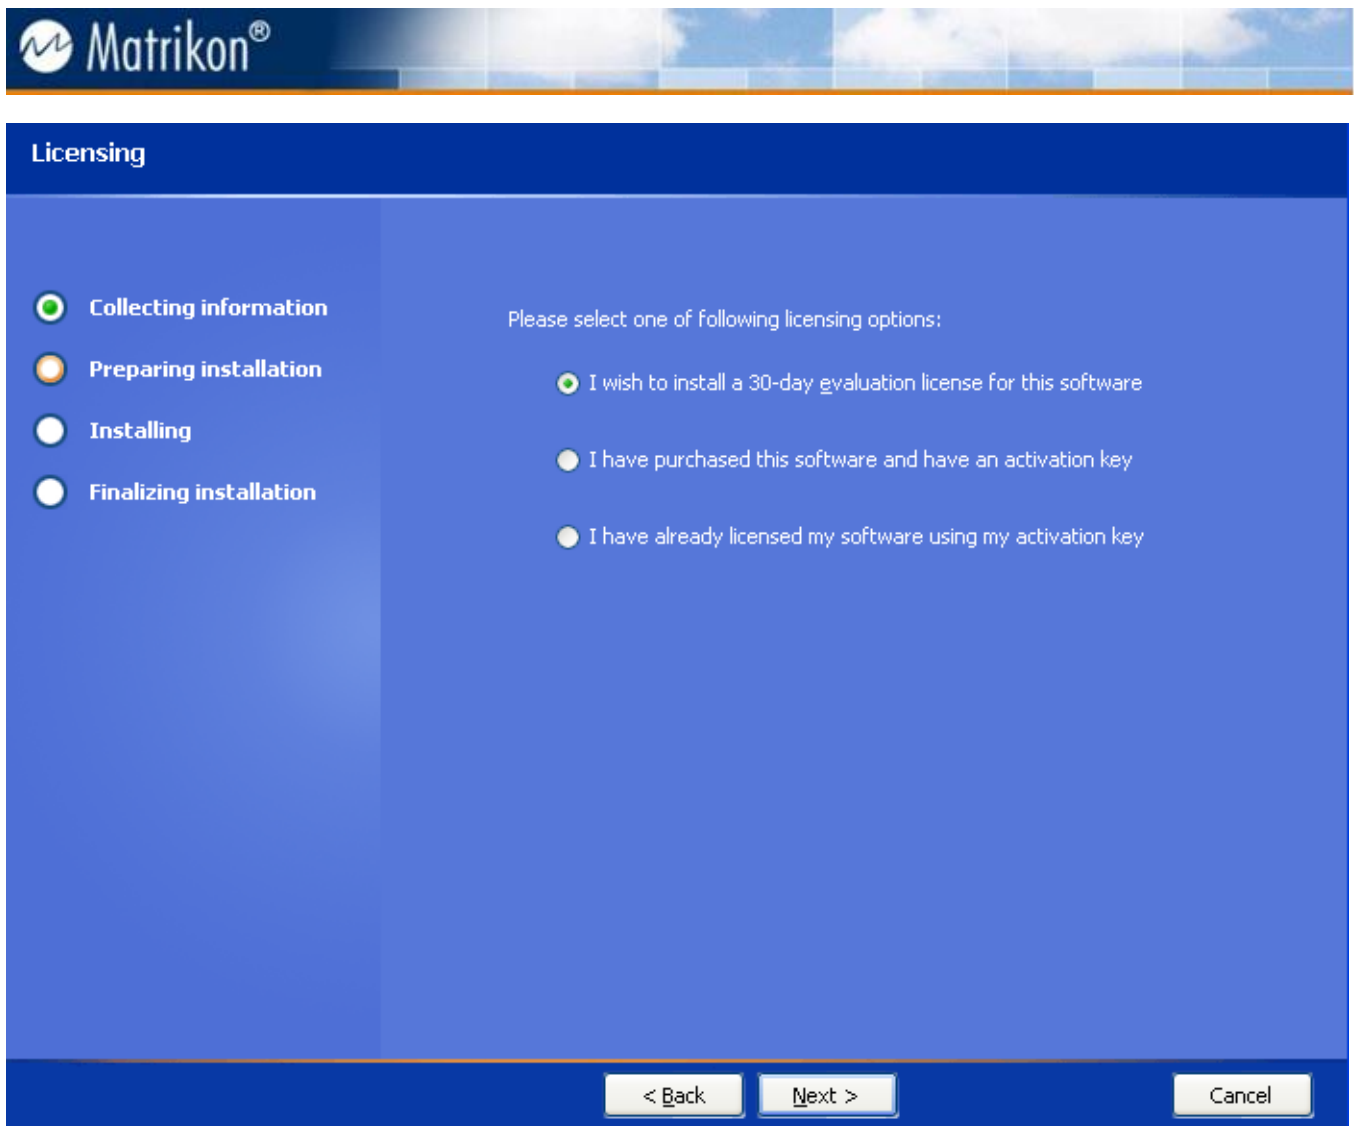 Matrikon®
Licensing
Collecting information
Preparing installation
Installing
Finalizing installation
Please select one of following licensing options:
I wish to install a 30-day evaluation license for this software
I have purchased this software and have an activation key
I have already licensed my software using my activation key
< Back
Next >
Cancel